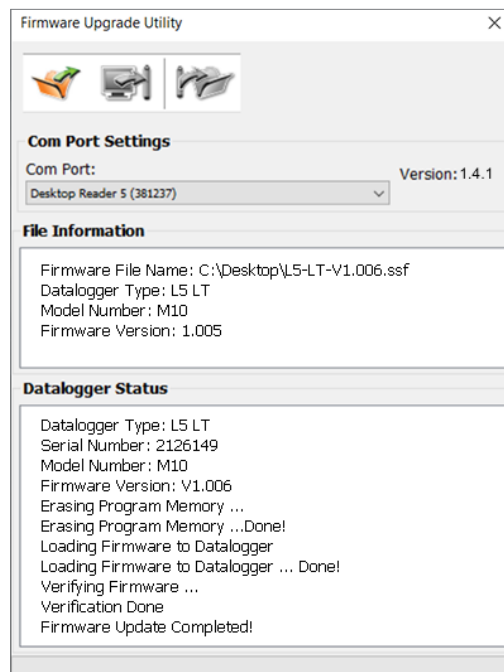 Firmware Upgrade Utility
Com Port Settings
Com Port:
Version: 1.4.1
Desktop Reader 5 (381237)
File Information
Firmware File Name: C:\Desktop\L5-LT-V1.006.ssf
Datalogger Type: L5 LT
Model Number: M10
Firmware Version: 1.005
Datalogger Status
Datalogger Type: L5 LT
Serial Number: 2126149
Model Number: M10
Firmware Version: V1.006
Erasing Program Memory ...
Erasing Program Memory ...Done!
Loading Firmware to Datalogger
Loading Firmware to Datalogger ... Done!
Verifying Firmware ...
Verification Done
Firmware Update Completed!